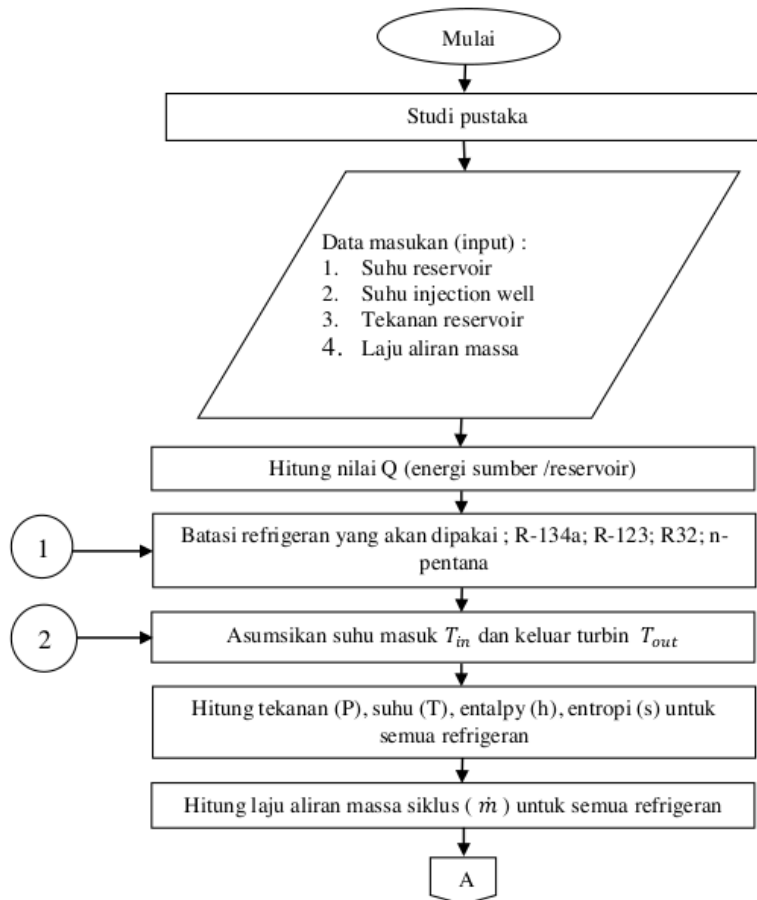 Mulai
Studi pustaka
Data masukan (input) :
1. Suhu reservoir
2. Suhu injection well
3. Tekanan reservoir
4. Laju aliran massa
Hitung nilai Q (energi sumber /reservoir)
1
Batasi refrigeran yang akan dipakai ; R-134a; R-123; R32; n-
pentana
2
Asumsikan suhu masuk T_in dan keluar turbin T_out
Hitung tekanan (P), suhu (T), entalpy (h), entropi (s) untuk
semua refrigeran
Hitung laju aliran massa siklus ( ṁ ) untuk semua refrigeran
A